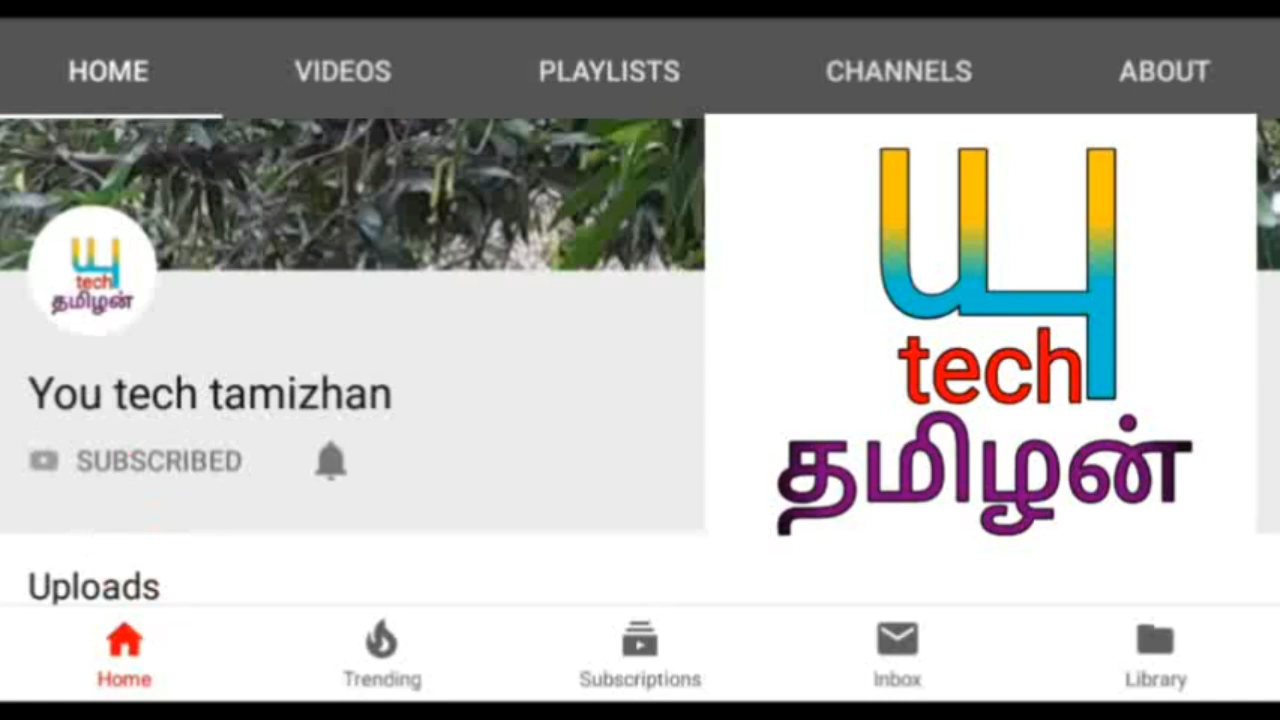 HOME VIDEOS PLAYLISTS CHANNELS ABOUT
tech
தமிழன்
You tech tamizhan
SUBSCRIBED
tech
தமிழன்
Uploads
Home Trending Subscriptions Inbox Library